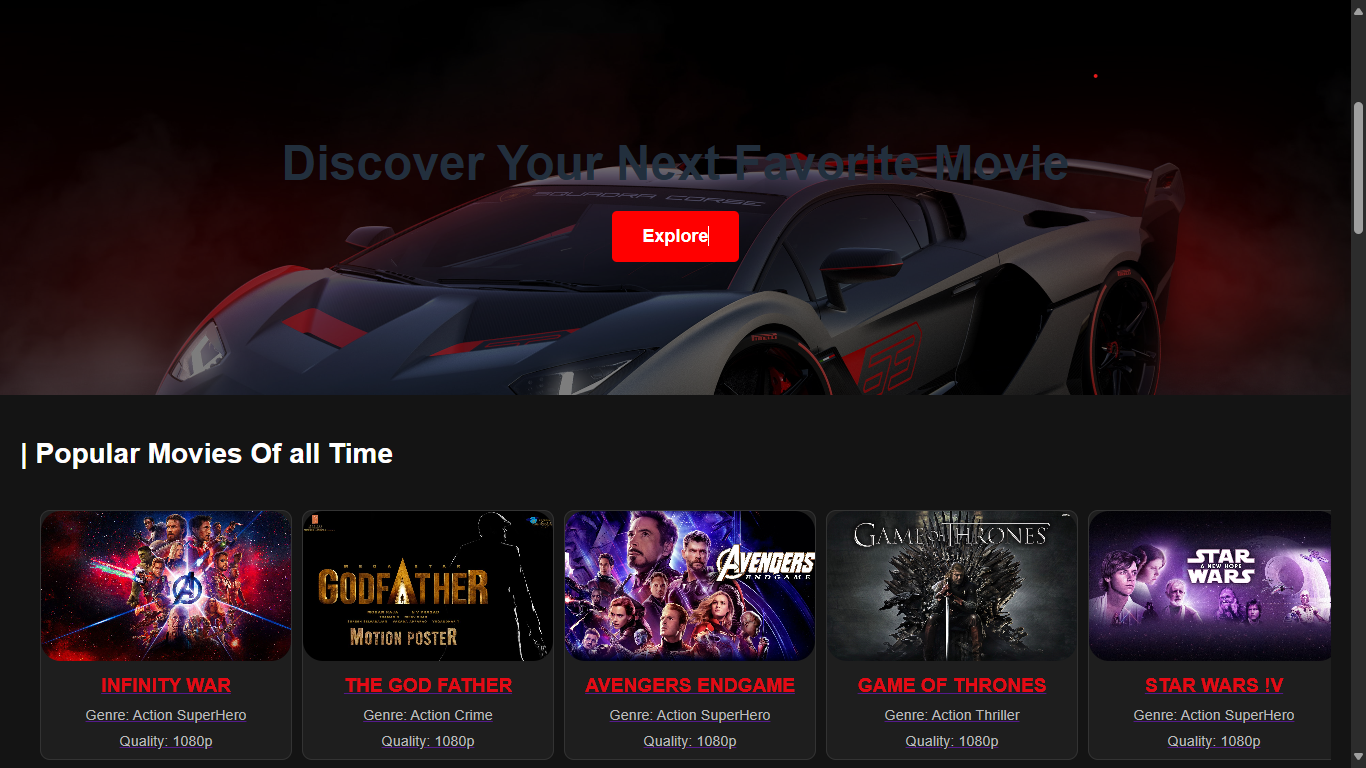 Discover Your Next Favorite Movie
SQUADRA CORSE
Explore
63
| Popular Movies Of all Time
GODFATHER
MOTION POSTER
AVENGERS
ENDGAME
GAME OF THRONES
STAR
A NEW HOPE
WARS
INFINITY WAR
THE GOD FATHER
AVENGERS ENDGAME
GAME OF THRONES
STAR WARS !V
Genre: Action SuperHero
Genre: Action Crime
Genre: Action SuperHero
Genre: Action Thriller
Genre: Action SuperHero
Quality: 1080p
Quality: 1080p
Quality: 1080p
Quality: 1080p
Quality: 1080p